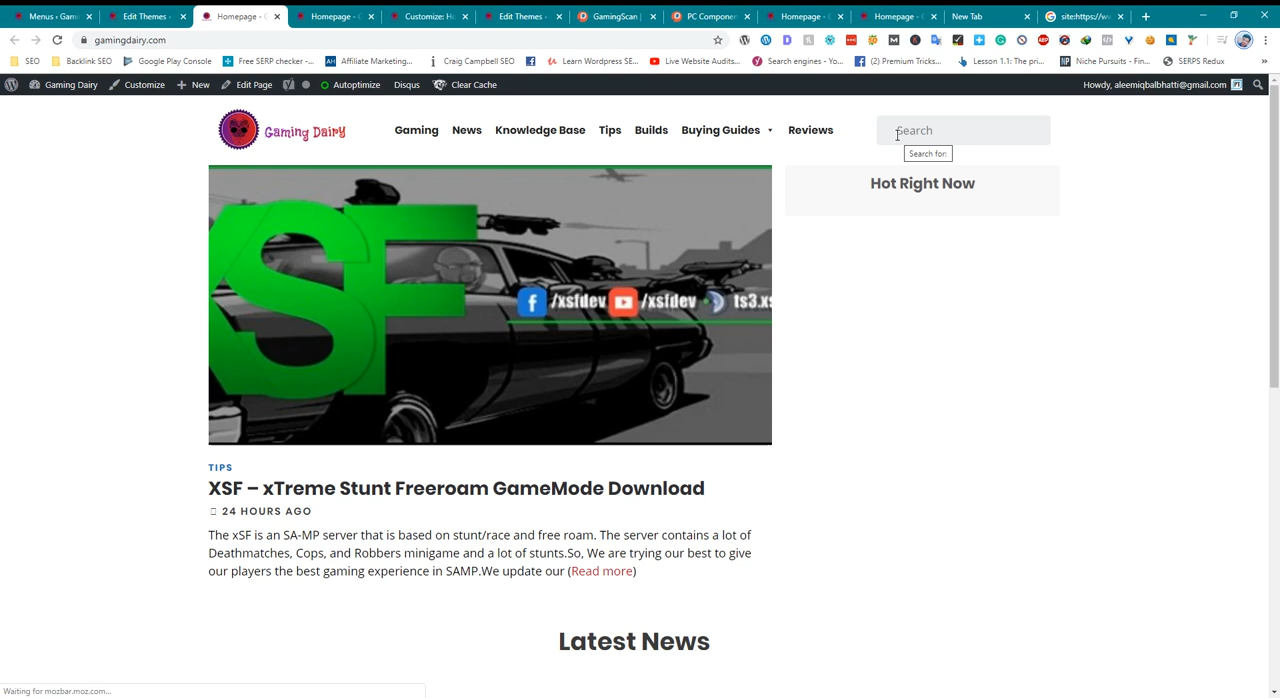 Menus ‹ Gami
Edit Themes ‹
Homepage - G
Homepage - G
Customize: Ho
Edit Themes ‹
GamingScan |
PC Componen
Homepage - G
Homepage - G
New Tab
site:https://ww
gamingdairy.com
SEO
Backlink SEO
Google Play Console
Free SERP checker -...
Affiliate Marketing...
Craig Campbell SEO
Learn Wordpress SE...
Live Website Audits...
Search engines - Yo...
(2) Premium Tricks...
Lesson 1.1: The pri...
Niche Pursuits - Fin...
SERPS Redux
Gaming Dairy
Customize
New
Edit Page
Autoptimize
Disqus
Clear Cache
Howdy, aleemiqbalbhatti@gmail.com
Gaming Dairy
Gaming
News
Knowledge Base
Tips
Builds
Buying Guides
Reviews
Search
Search for:
Hot Right Now
XSF
/xsfdev
/xsfdev
ts3.xs
TIPS
XSF – xTreme Stunt Freeroam GameMode Download
24 HOURS AGO
The xSF is an SA-MP server that is based on stunt/race and free roam. The server contains a lot of
Deathmatches, Cops, and Robbers minigame and a lot of stunts.So, We are trying our best to give
our players the best gaming experience in SAMP.We update our (Read more)
Latest News
Waiting for mozbar.moz.com...